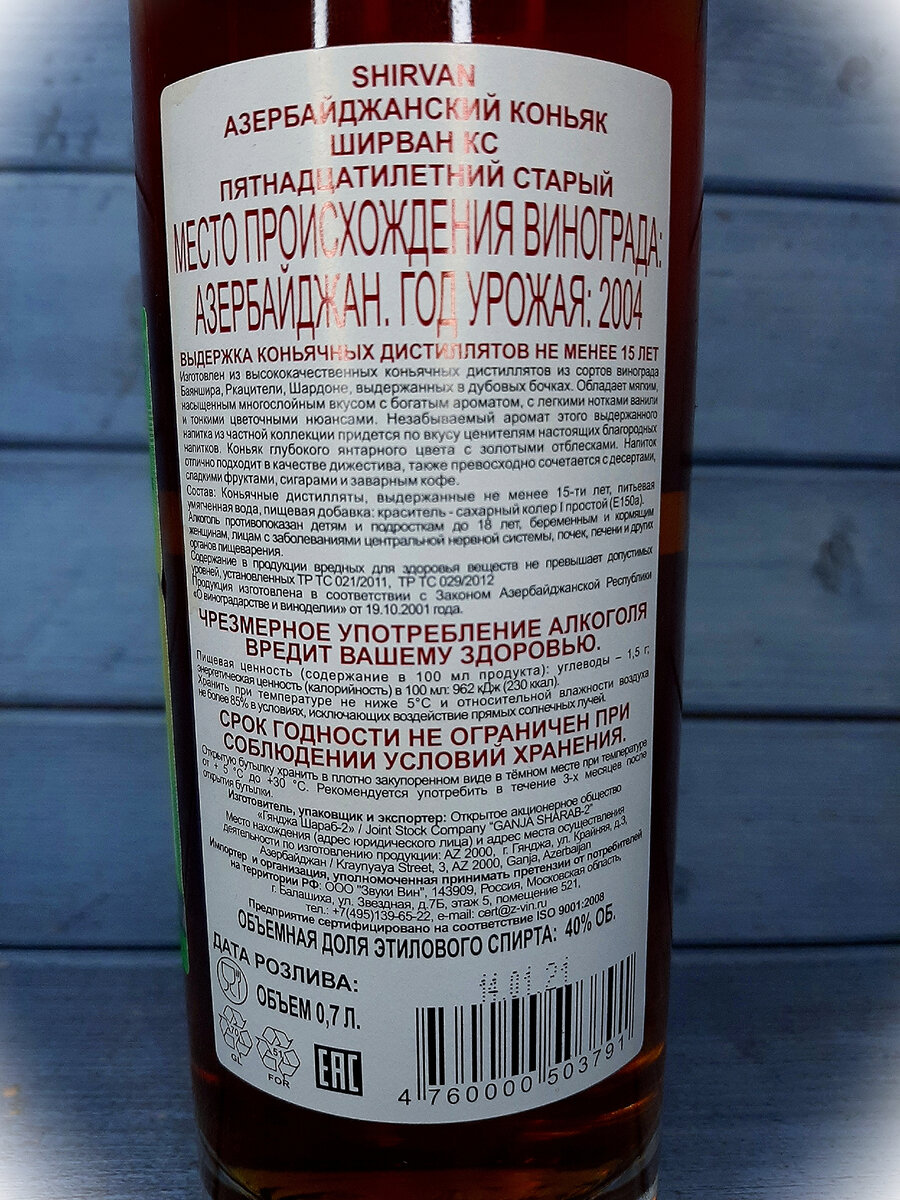 SHIRVAN
АЗЕРБАЙДЖАНСКИЙ КОНЬЯК
ШИРВАН КС
ПЯТНАДЦАТИЛЕТНИЙ СТАРЫЙ
МЕСТО ПРОИСХОЖДЕНИЯ ВИНОГРАДА:
АЗЕРБАЙДЖАН. ГОД УРОЖАЯ: 2004
ВЫДЕРЖКА КОНЬЯЧНЫХ ДИСТИЛЛЯТОВ НЕ МЕНЕЕ 15 ЛЕТ
Изготовлен из высококачественных коньячных дистиллятов из сортов винограда
Баяншира, Ркацители, Шардоне, выдержанных в дубовых бочках. Обладает мягким,
насыщенным многослойным вкусом с богатым ароматом, с легкими нотками ванили
и тонкими цветочными нюансами. Незабываемый аромат этого выдержанного
напитка из частной коллекции придется по вкусу ценителям настоящих благородных
напитков. Коньяк глубокого янтарного цвета с золотыми отблесками. Напиток
отлично подходит в качестве дижестива, также превосходно сочетается с десертами,
сладкими фруктами, сигарами и заварным кофе.
Состав: Коньячные дистилляты, выдержанные не менее 15-ти лет, питьевая
умягченная вода, пищевая добавка: краситель - сахарный колер I простой (Е150а).
Алкоголь противопоказан детям и подросткам до 18 лет, беременным и кормящим
женщинам, лицам с заболеваниями центральной нервной системы, почек, печени и других
органов пищеварения.
Содержание в продукции вредных для здоровья веществ не превышает допустимых
уровней, установленных ТР ТС 021/2011, ТР ТС 029/2012
Продукция изготовлена в соответствии с Законом Азербайджанской Республики
«О виноградарстве и виноделии» от 19.10.2001 года.
ЧРЕЗМЕРНОЕ УПОТРЕБЛЕНИЕ АЛКОГОЛЯ
ВРЕДИТ ВАШЕМУ ЗДОРОВЬЮ.
Пищевая ценность (содержание в 100 мл продукта): углеводы – 1,5 г;
энергетическая ценность (калорийность) в 100 мл: 962 кДж (230 ккал).
Хранить при температуре не ниже 5°С и относительной влажности воздуха
не более 85% в условиях, исключающих воздействие прямых солнечных лучей.
СРОК ГОДНОСТИ НЕ ОГРАНИЧЕН ПРИ
СОБЛЮДЕНИИ УСЛОВИЙ ХРАНЕНИЯ.
Открытую бутылку хранить в плотно закупоренном виде в тёмном месте при температуре
от + 5 °С до +30 °С. Рекомендуется употребить в течение 3-х месяцев после
открытия бутылки.
Изготовитель, упаковщик и экспортер: Открытое акционерное общество
«Гянджа Шараб-2» / Joint Stock Company "GANJA SHARAB-2"
Место нахождения (адрес юридического лица) и адрес места осуществления
деятельности по изготовлению продукции: AZ 2000, г. Гянджа, ул. Крайняя, д.3,
Азербайджан / Kraynyaya Street, 3, AZ 2000, Ganja, Azerbaijan
Импортер и организация, уполномоченная принимать претензии от потребителей
на территории РФ: ООО "Звуки Вин", 143909, Россия, Московская область,
г. Балашиха, ул. Звездная, д.7Б, этаж 5, помещение 521,
тел.: +7(495)139-65-22, e-mail: cert@z-vin.ru
Предприятие сертифицировано на соответствие ISO 9001:2008
ОБЪЕМНАЯ ДОЛЯ ЭТИЛОВОГО СПИРТА: 40% ОБ.
ДАТА РОЗЛИВА:
14.01.21
ОБЪЕМ 0,7 Л.
70
GL
51
FOR
EAC
4 760000 503791